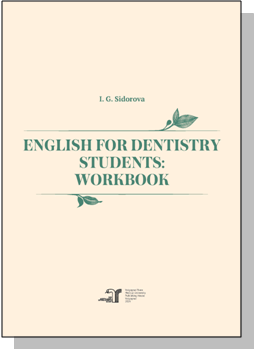 I. G. Sidorova
ENGLISH FOR DENTISTRY
STUDENTS:
WORKBOOK